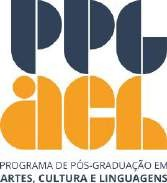 PPG
ACL
PROGRAMA DE PÓS-GRADUAÇÃO EM
ARTES, CULTURA E LINGUAGENS